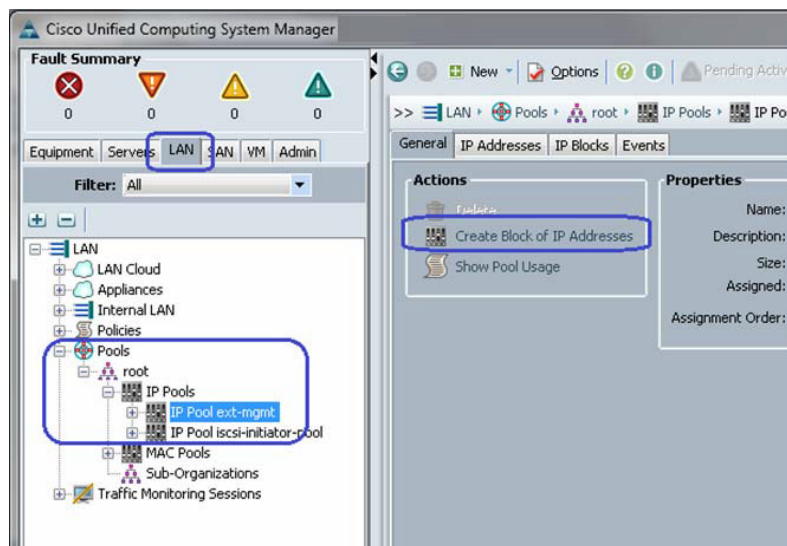 Cisco Unified Computing System Manager
Fault Summary
0 0 0 0
Equipment Servers LAN SAN VM Admin
Filter: All
LAN
LAN Cloud
Appliances
Internal LAN
Policies
Pools
root
IP Pools
IP Pool ext-mgmt
IP Pool iscsi-initiator-pool
MAC Pools
Sub-Organizations
Traffic Monitoring Sessions
New Options Pending Activ
>> LAN Pools root IP Pools IP Po
General IP Addresses IP Blocks Events
Actions
Delete
Create Block of IP Addresses
Show Pool Usage
Properties
Name:
Description:
Size:
Assigned:
Assignment Order: